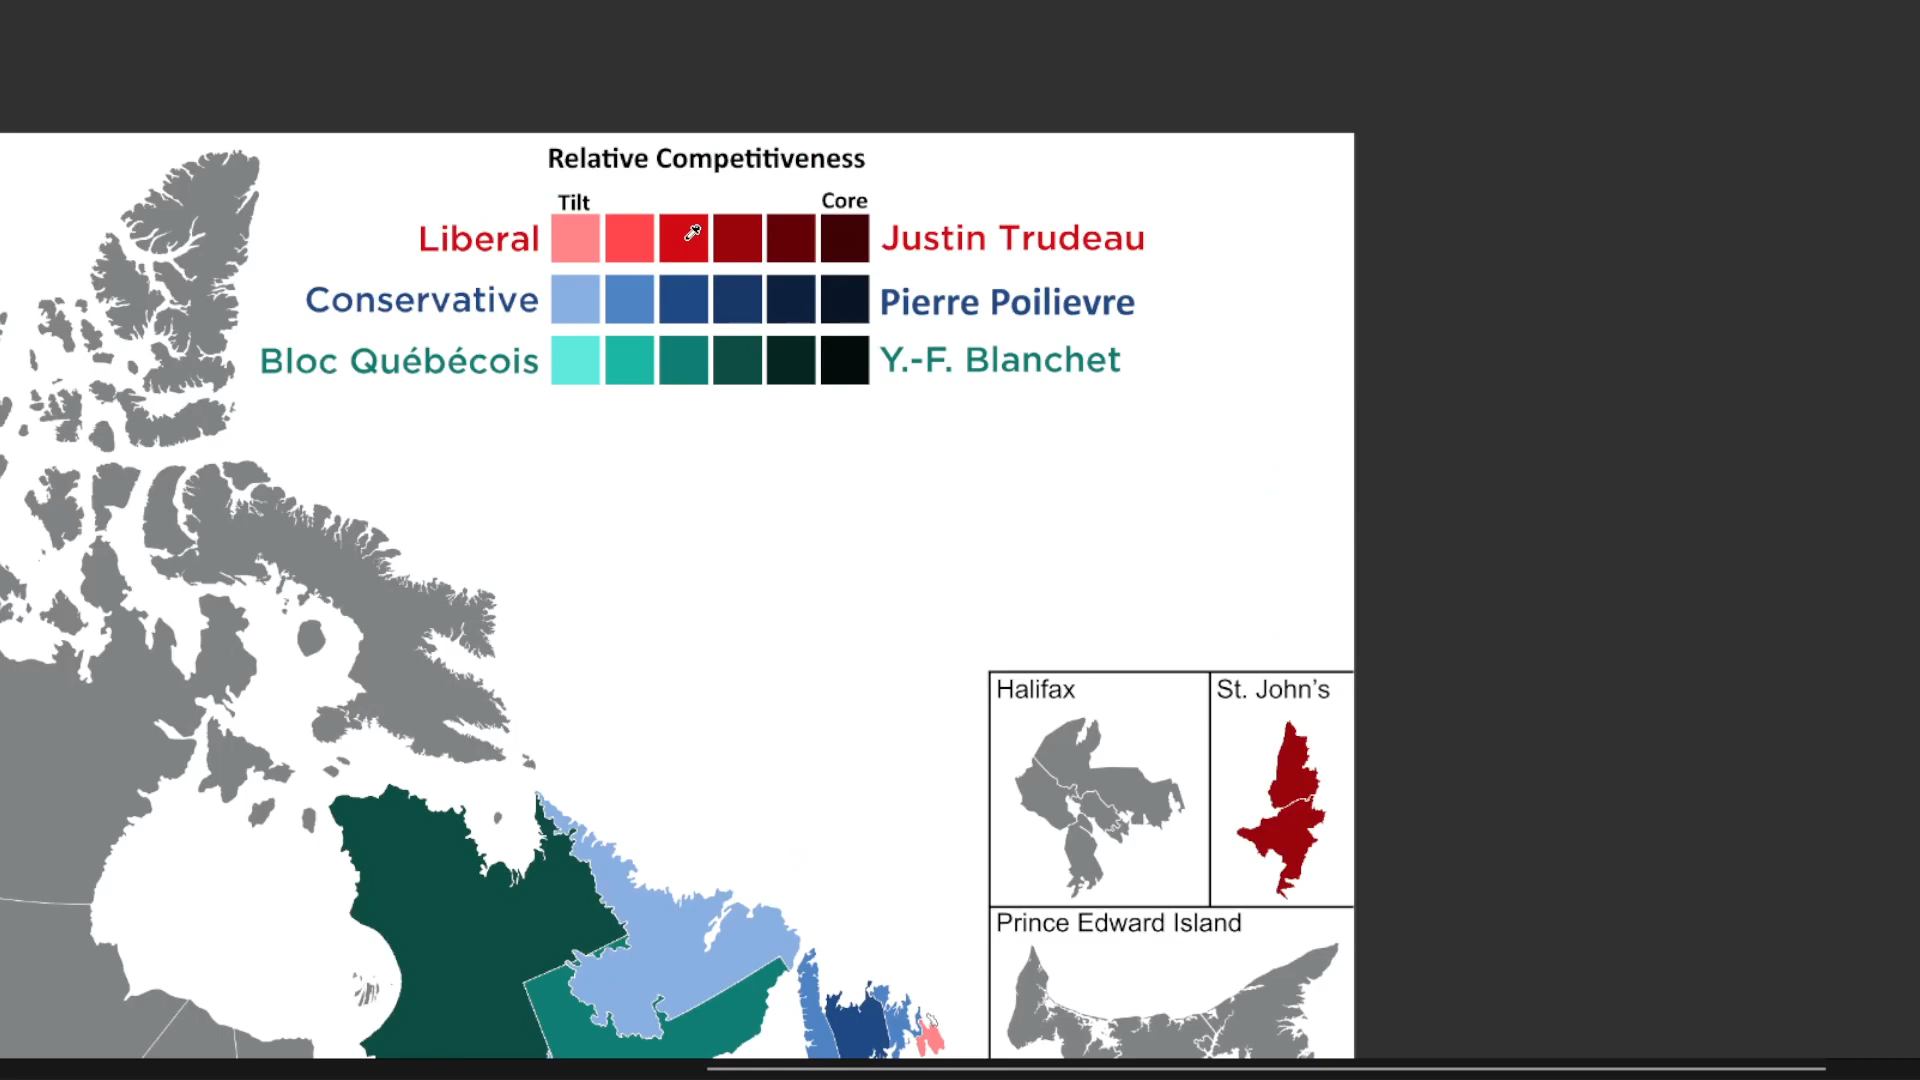 Relative Competitiveness
Tilt Core
Liberal Justin Trudeau
Conservative Pierre Poilievre
Bloc Québécois Y.-F. Blanchet
Halifax
St. John's
Prince Edward Island